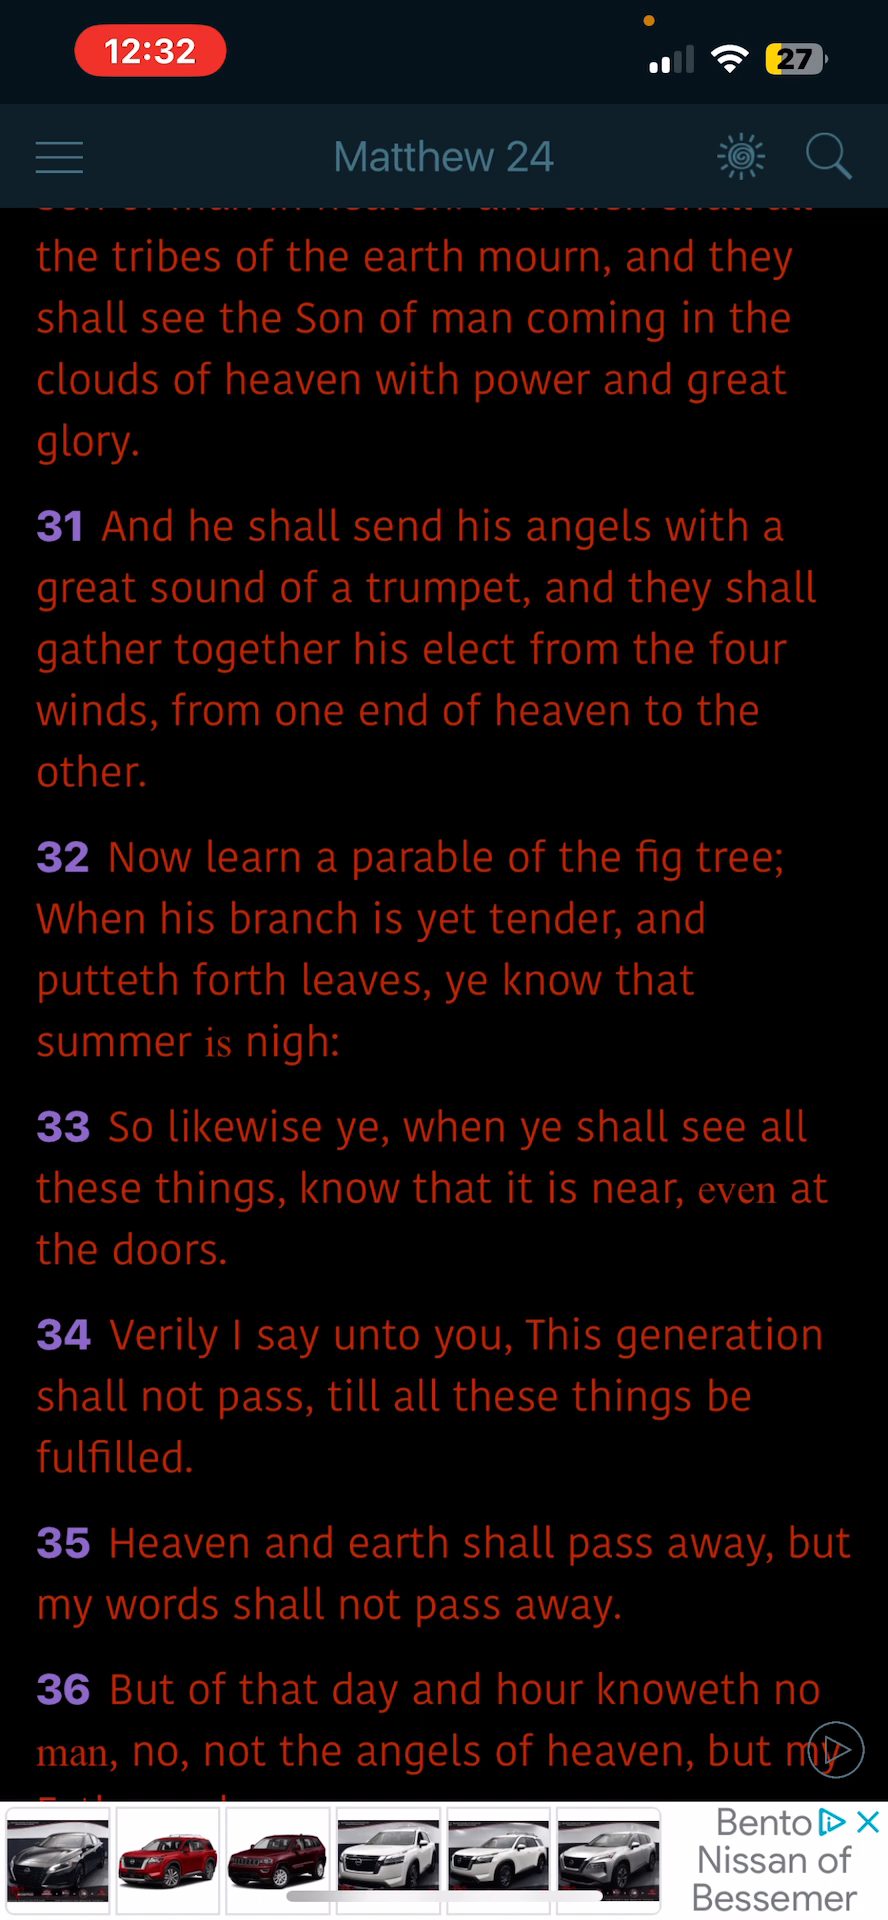 12:32
27
Matthew 24
the tribes of the earth mourn, and they
shall see the Son of man coming in the
clouds of heaven with power and great
glory.
31 And he shall send his angels with a
great sound of a trumpet, and they shall
gather together his elect from the four
winds, from one end of heaven to the
other.
32 Now learn a parable of the fig tree;
When his branch is yet tender, and
putteth forth leaves, ye know that
summer is nigh:
33 So likewise ye, when ye shall see all
these things, know that it is near, even at
the doors.
34 Verily I say unto you, This generation
shall not pass, till all these things be
fulfilled.
35 Heaven and earth shall pass away, but
my words shall not pass away.
36 But of that day and hour knoweth no
man, no, not the angels of heaven, but my
Bento
Nissan of
Bessemer